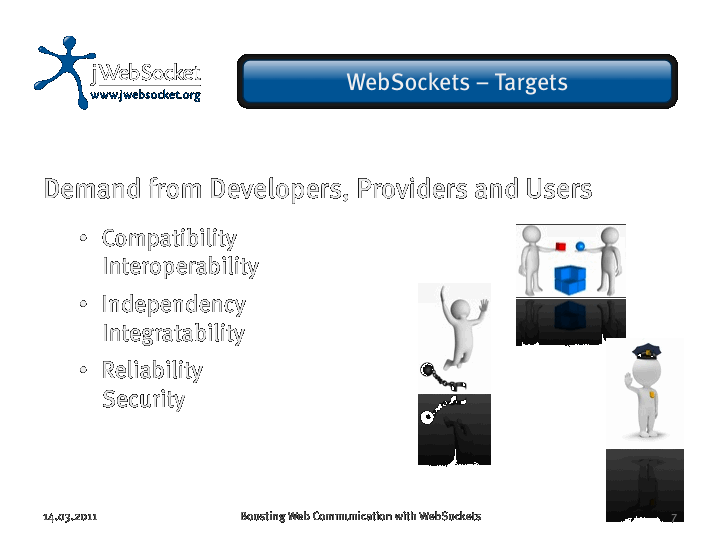 jWebSocket
www.jwebsocket.org
WebSockets – Targets
Demand from Developers, Providers and Users
• Compatibility
Interoperability
• Independency
Integratability
• Reliability
Security
14.03.2011
Boosting Web Communication with WebSockets
7